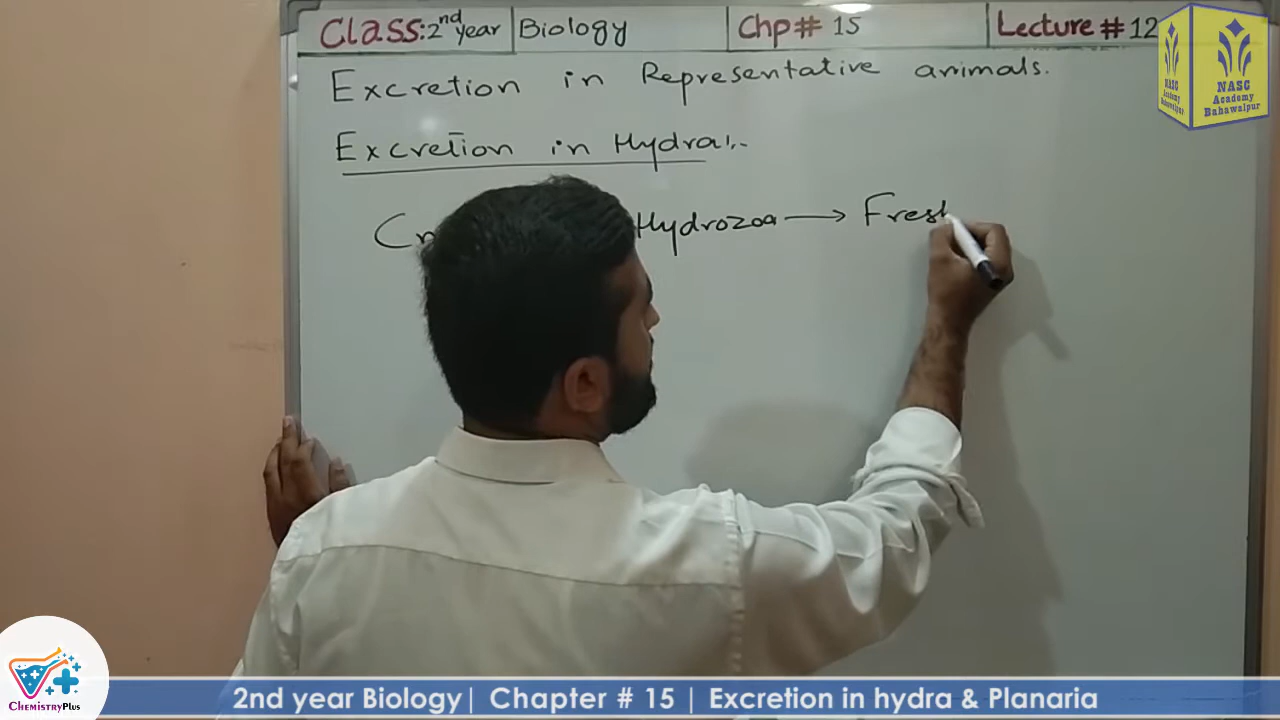 Class: 2nd year Biology Chp# 15 Lecture # 12
Excretion in Representative animals.
Excretion in Hydra:-
Hydrozoa → Fresh
NASC
Academy
Bahawalpur
ChemistryPlus
2nd year Biology| Chapter # 15 | Excretion in hydra & Planaria